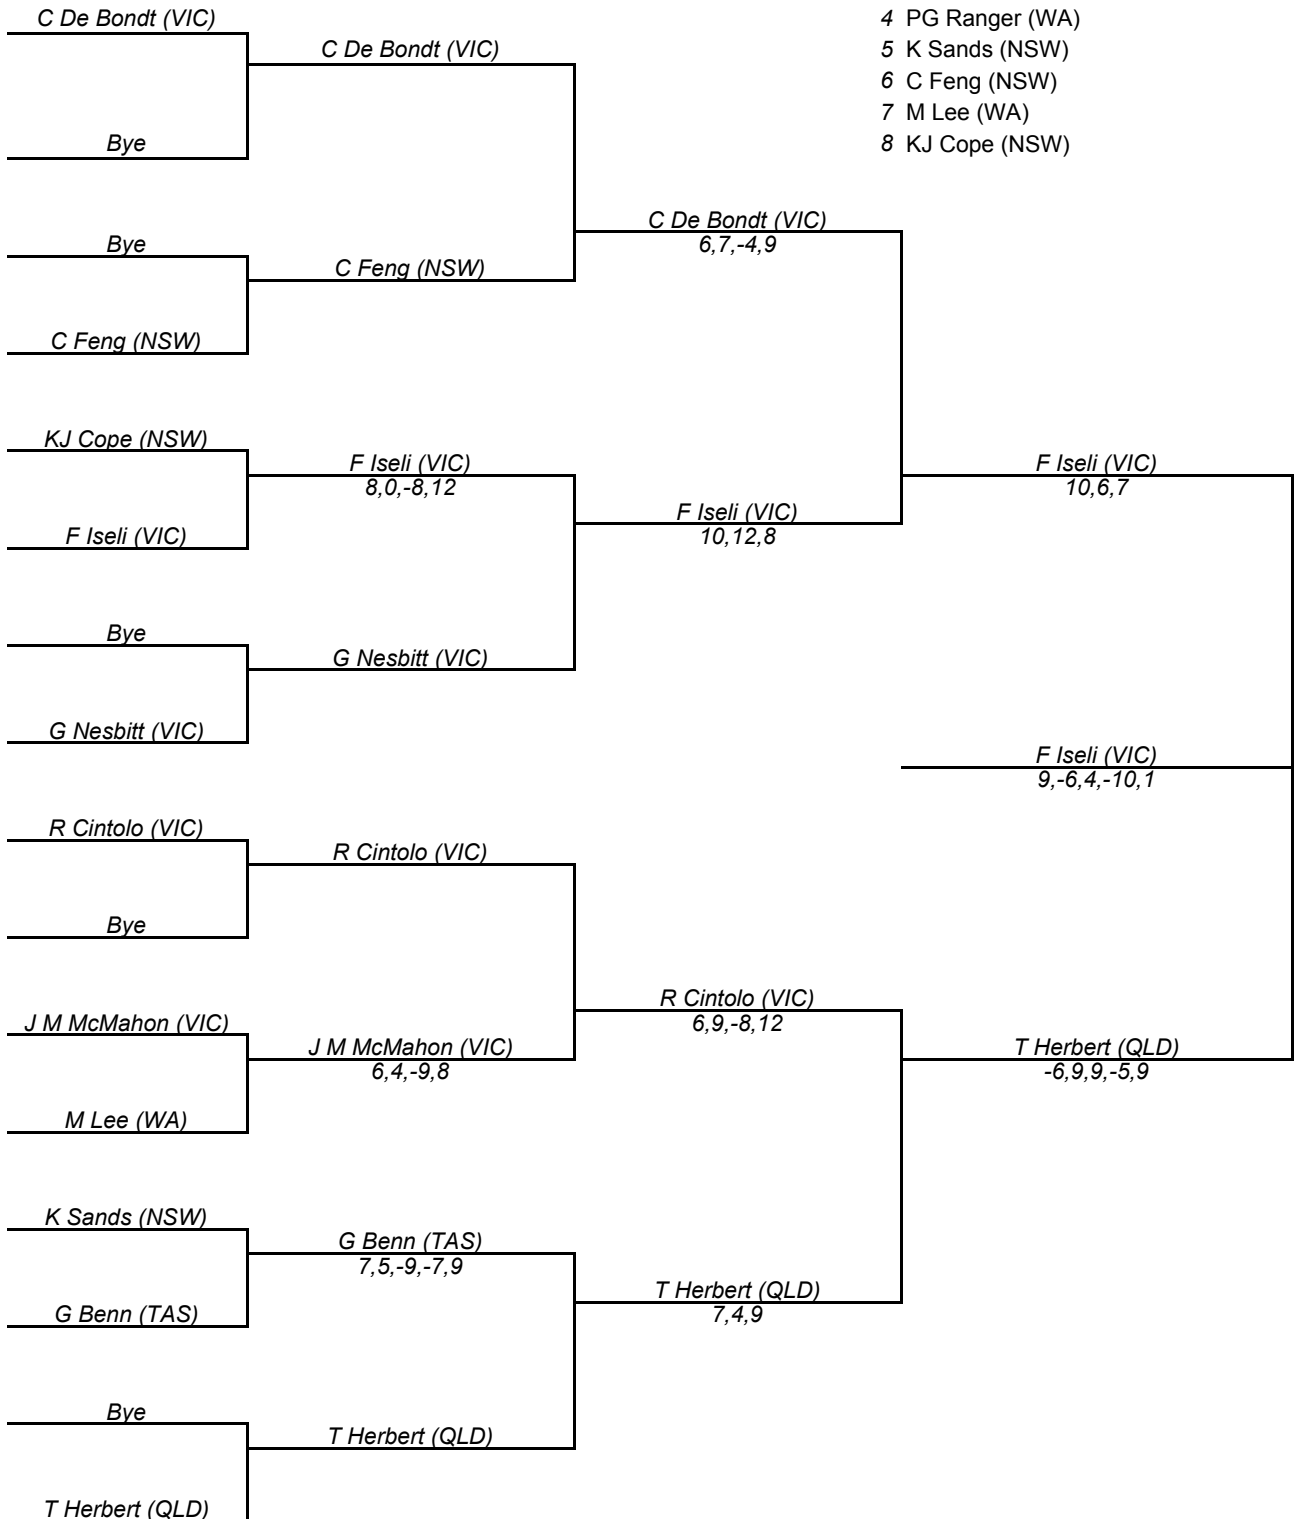 C De Bondt (VIC)
Bye
Bye
C Feng (NSW)
KJ Cope (NSW)
F Iseli (VIC)
Bye
G Nesbitt (VIC)
R Cintolo (VIC)
Bye
J M McMahon (VIC)
M Lee (WA)
K Sands (NSW)
G Benn (TAS)
Bye
T Herbert (QLD)
C De Bondt (VIC)
C Feng (NSW)
F Iseli (VIC)
8,0,-8,12
G Nesbitt (VIC)
R Cintolo (VIC)
J M McMahon (VIC)
6,4,-9,8
G Benn (TAS)
7,5,-9,-7,9
T Herbert (QLD)
C De Bondt (VIC)
6,7,-4,9
F Iseli (VIC)
10,12,8
R Cintolo (VIC)
6,9,-8,12
T Herbert (QLD)
7,4,9
4 PG Ranger (WA)
5 K Sands (NSW)
6 C Feng (NSW)
7 M Lee (WA)
8 KJ Cope (NSW)
F Iseli (VIC)
10,6,7
F Iseli (VIC)
9,-6,4,-10,1
T Herbert (QLD)
-6,9,9,-5,9